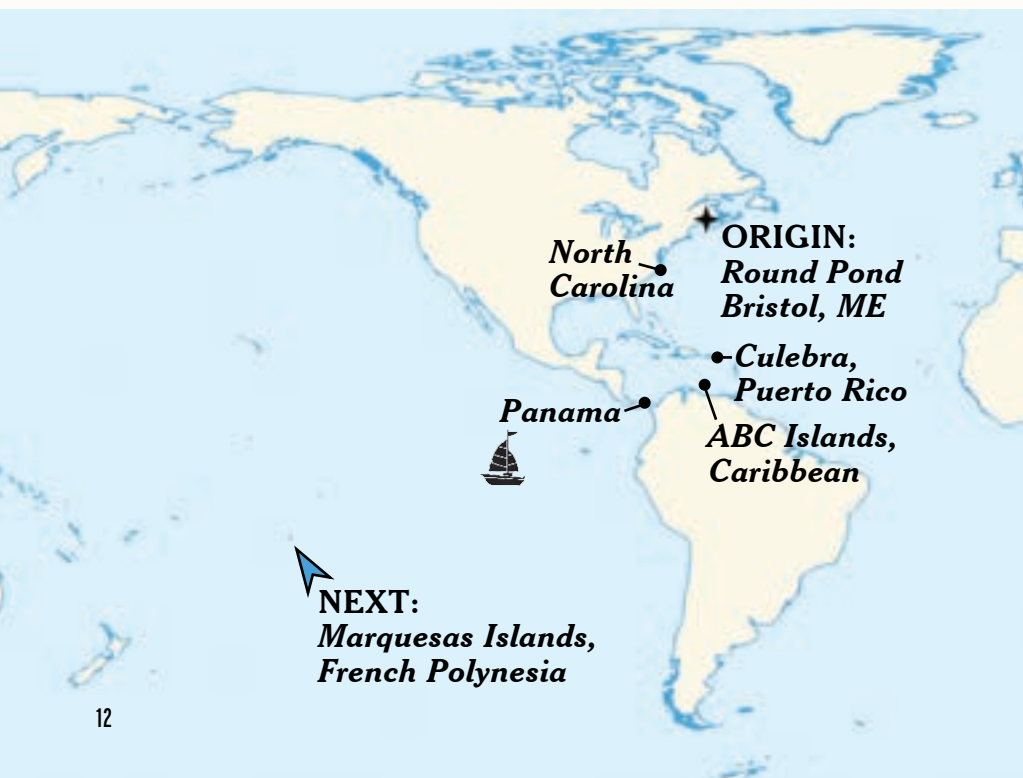 North
Carolina
ORIGIN:
Round Pond
Bristol, ME
Culebra,
Puerto Rico
Panama
ABC Islands,
Caribbean
NEXT:
Marquesas Islands,
French Polynesia
12